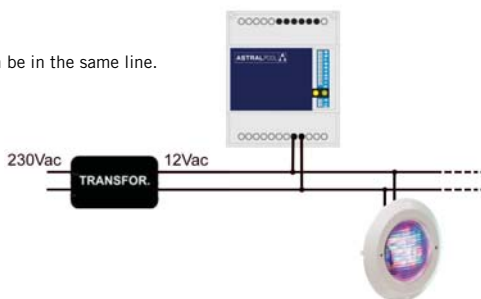 be in the same line.
ASTRALPOOL
230Vac
12Vac
TRANSFOR.